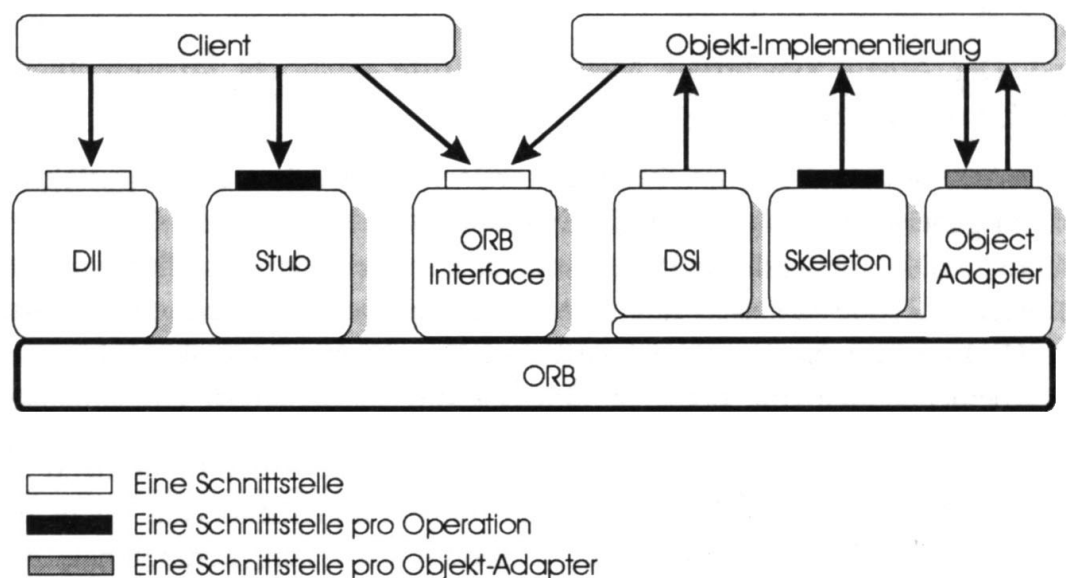 Client
Objekt-Implementierung
DII
Stub
ORB
Interface
DSI
Skeleton
Object
Adapter
ORB
Eine Schnittstelle
Eine Schnittstelle pro Operation
Eine Schnittstelle pro Objekt-Adapter